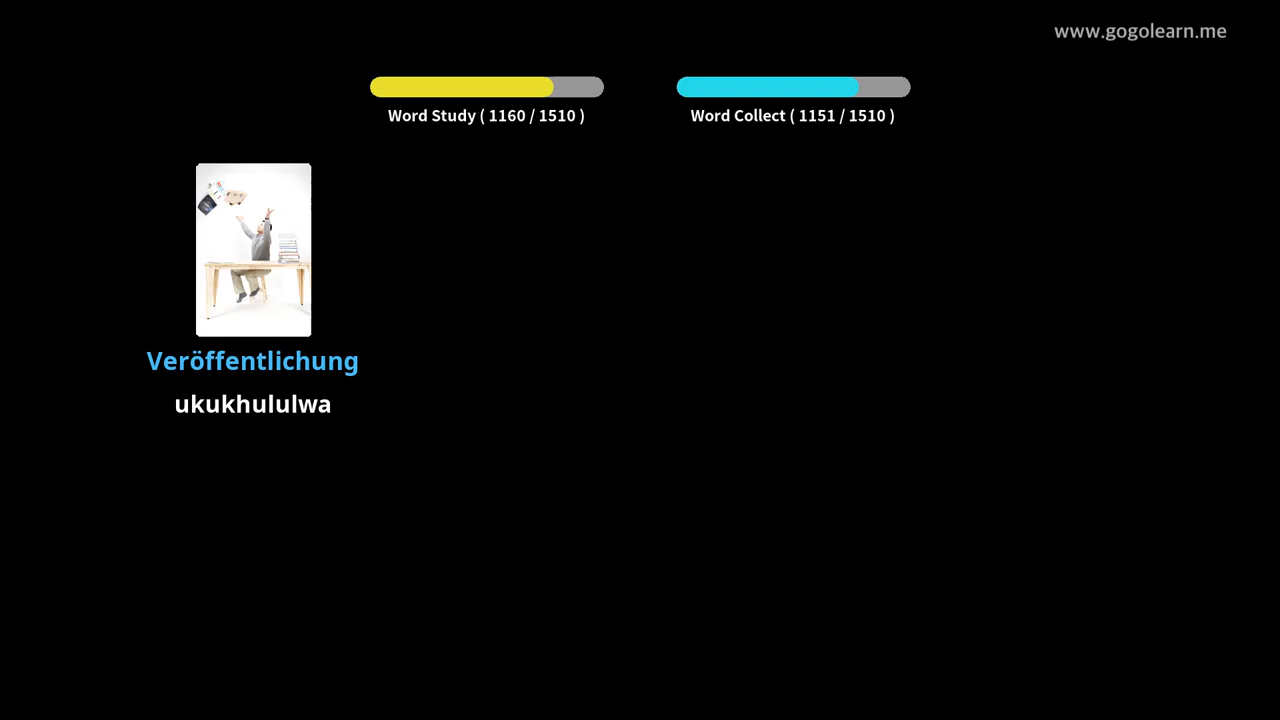 www.gogolearn.me
Word Study ( 1160 / 1510 )
Word Collect ( 1151 / 1510 )
Veröffentlichung
ukukhululwa